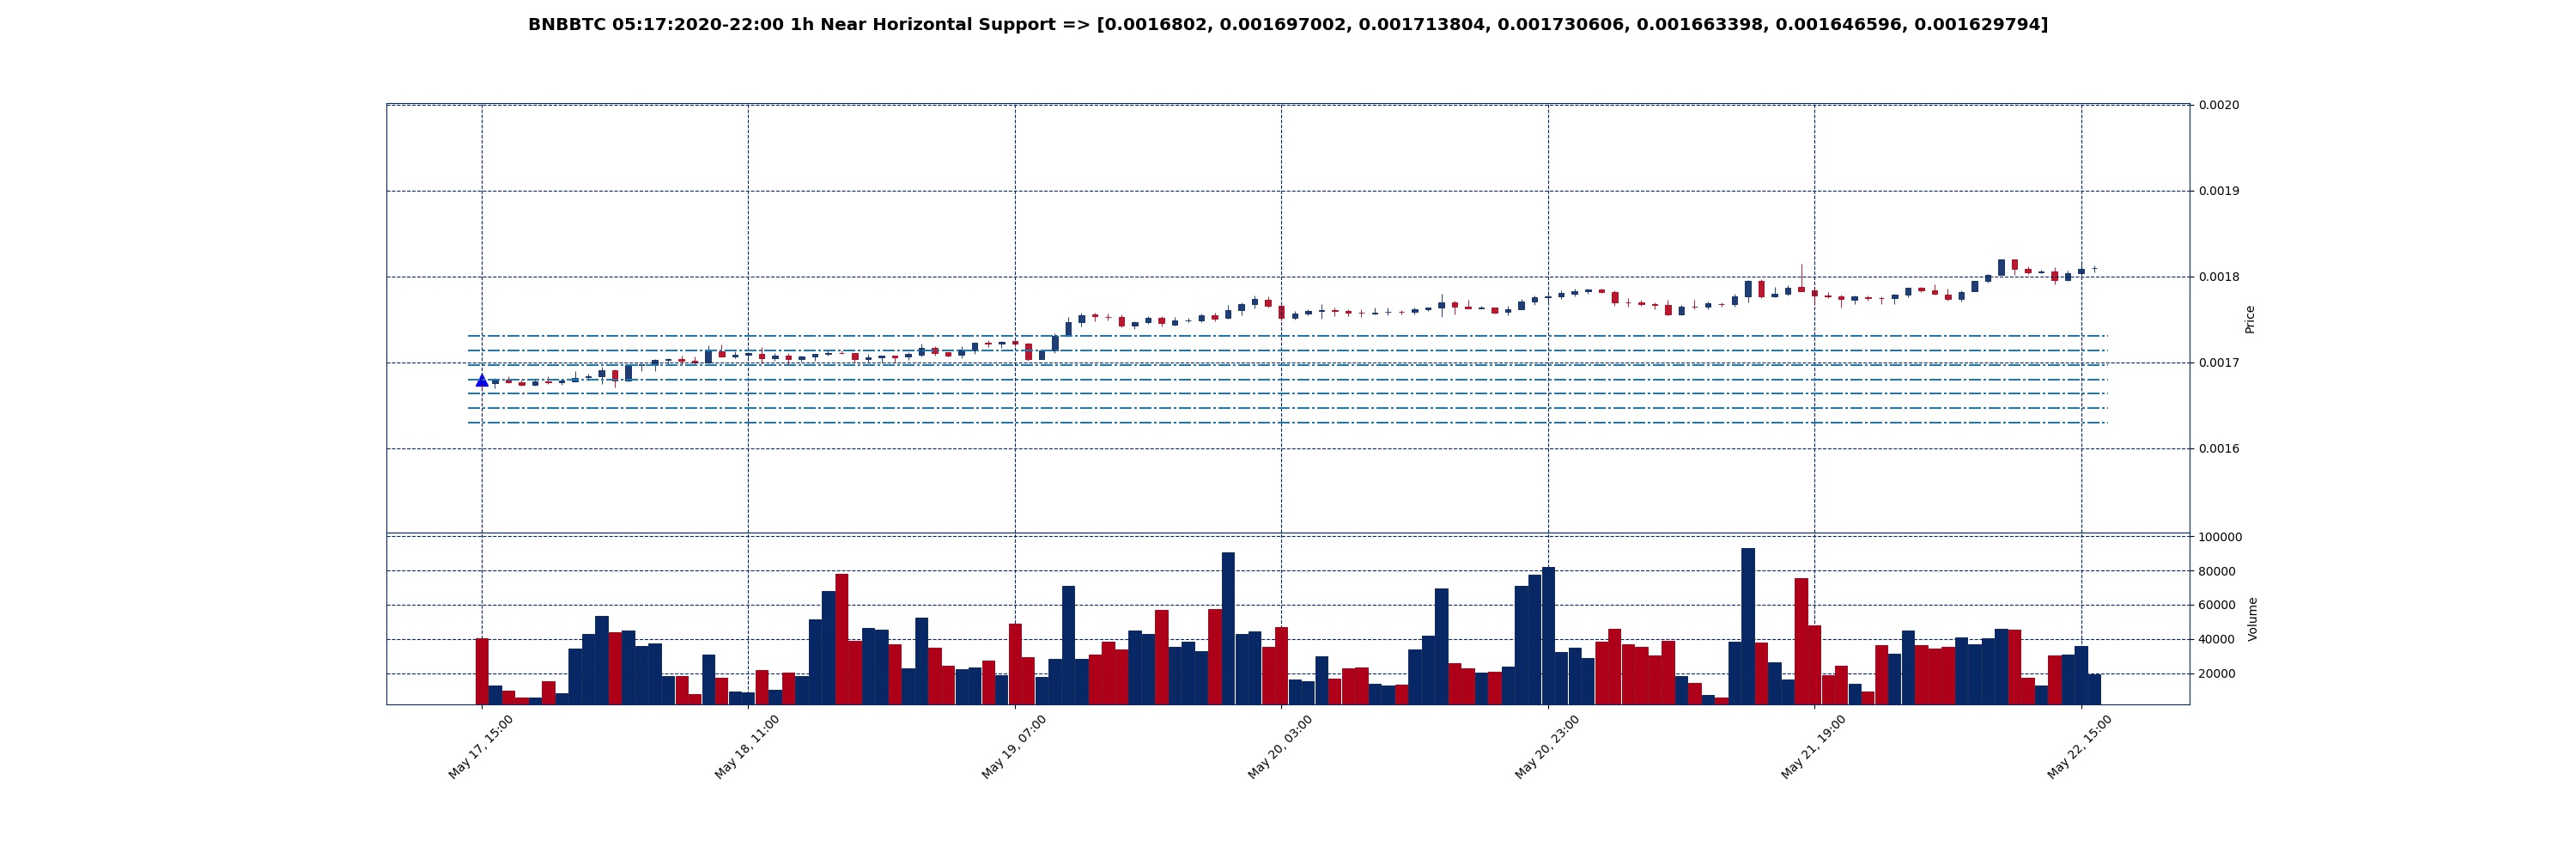 BNBBTC 05:17:2020-22:00 1h Near Horizontal Support => [0.0016802, 0.001697002, 0.001713804, 0.001730606, 0.001663398, 0.001646596, 0.001629794]
0.0020
0.0019
0.0018
0.0017
0.0016
Price
100000
80000
60000
40000
20000
Volume
May 17, 15:00
May 18, 11:00
May 19, 07:00
May 20, 03:00
May 20, 23:00
May 21, 19:00
May 22, 15:00